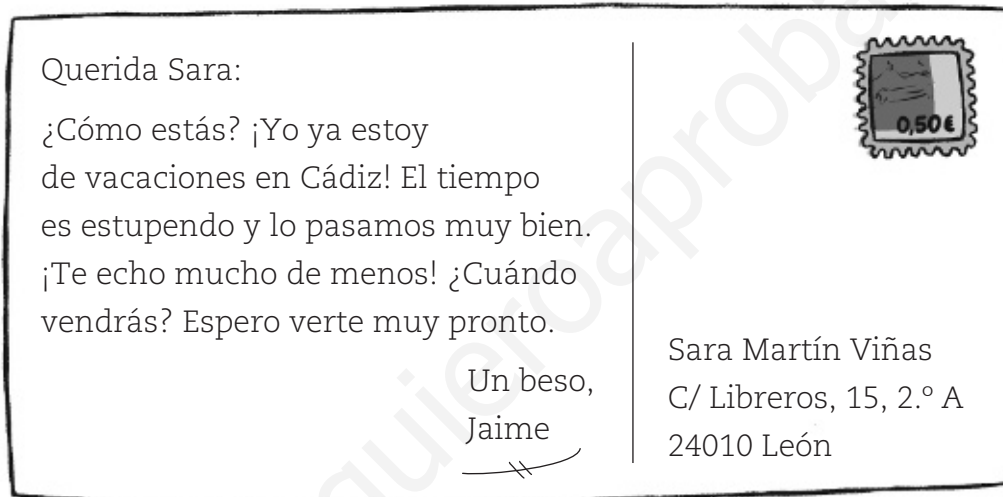 Querida Sara:
¿Cómo estás? ¡Yo ya estoy
de vacaciones en Cádiz! El tiempo
es estupendo y lo pasamos muy bien.
¡Te echo mucho de menos! ¿Cuándo
vendrás? Espero verte muy pronto.
Un beso,
Jaime
0,50 €
Sara Martín Viñas
C/ Libreros, 15, 2.º A
24010 León
quieroaproba